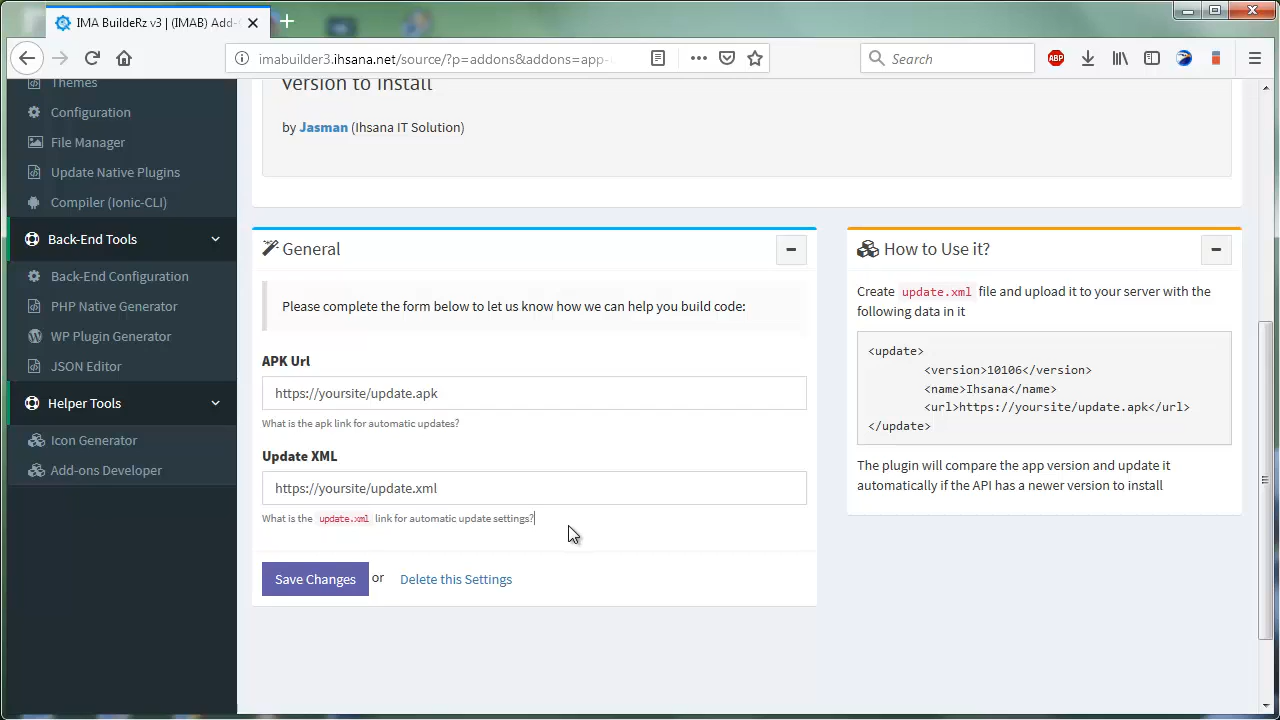 IMA BuildeRz v3 | (IMAB) Add-
imabuilder3.ihsana.net/source/?p=addons&addons=app-
Search
ABP
Themes
Configuration
File Manager
Update Native Plugins
Compiler (Ionic-CLI)
Back-End Tools
Back-End Configuration
PHP Native Generator
WP Plugin Generator
JSON Editor
Helper Tools
Icon Generator
Add-ons Developer
version to install
by Jasman (Ihsana IT Solution)
General
Please complete the form below to let us know how we can help you build code:
APK Url
https://yoursite/update.apk
What is the apk link for automatic updates?
Update XML
https://yoursite/update.xml
What is the update.xml link for automatic update settings?
Save Changes or Delete this Settings
How to Use it?
Create update.xml file and upload it to your server with the
following data in it
<update>
<version>10106</version>
<name>Ihsana</name>
<url>https://yoursite/update.apk</url>
</update>
The plugin will compare the app version and update it
automatically if the API has a newer version to install